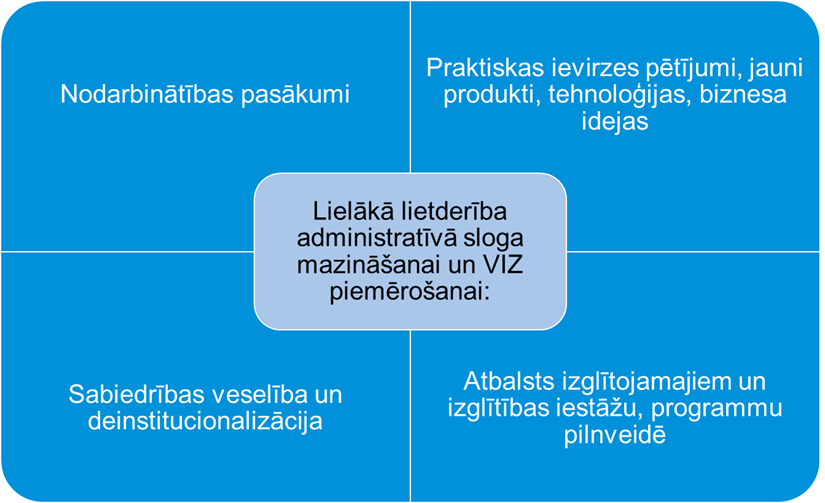 Nodarbinātības pasākumi
Praktiskas ievirzes pētījumi, jauni
produkti, tehnoloģijas, biznesa
idejas
Lielākā lietderība
administratīvā sloga
mazināšanai un VIZ
piemērošanai:
Sabiedrības veselība un
deinstitucionalizācija
Atbalsts izglītojamajiem un
izglītības iestāžu, programmu
pilnveidē